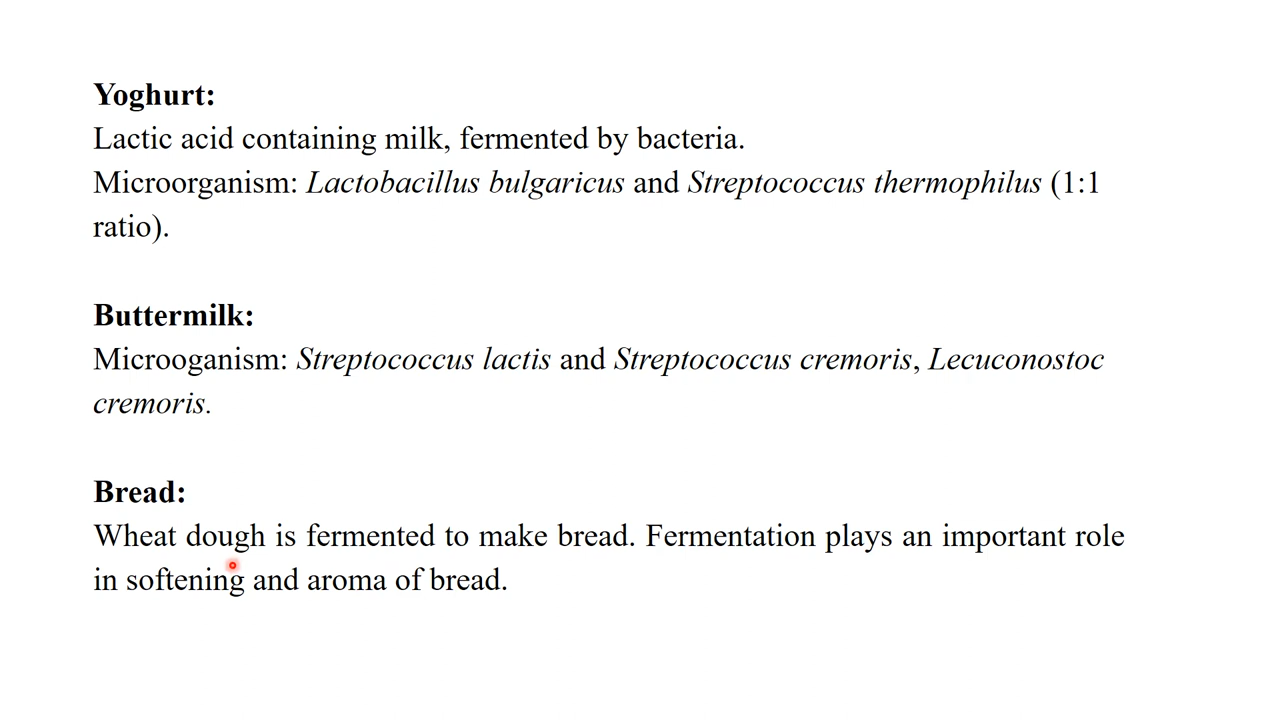 Yoghurt:
Lactic acid containing milk, fermented by bacteria.
Microorganism: Lactobacillus bulgaricus and Streptococcus thermophilus (1:1
ratio).
Buttermilk:
Microoganism: Streptococcus lactis and Streptococcus cremoris, Lecuconostoc
cremoris.
Bread:
Wheat dough is fermented to make bread. Fermentation plays an important role
in softening and aroma of bread.